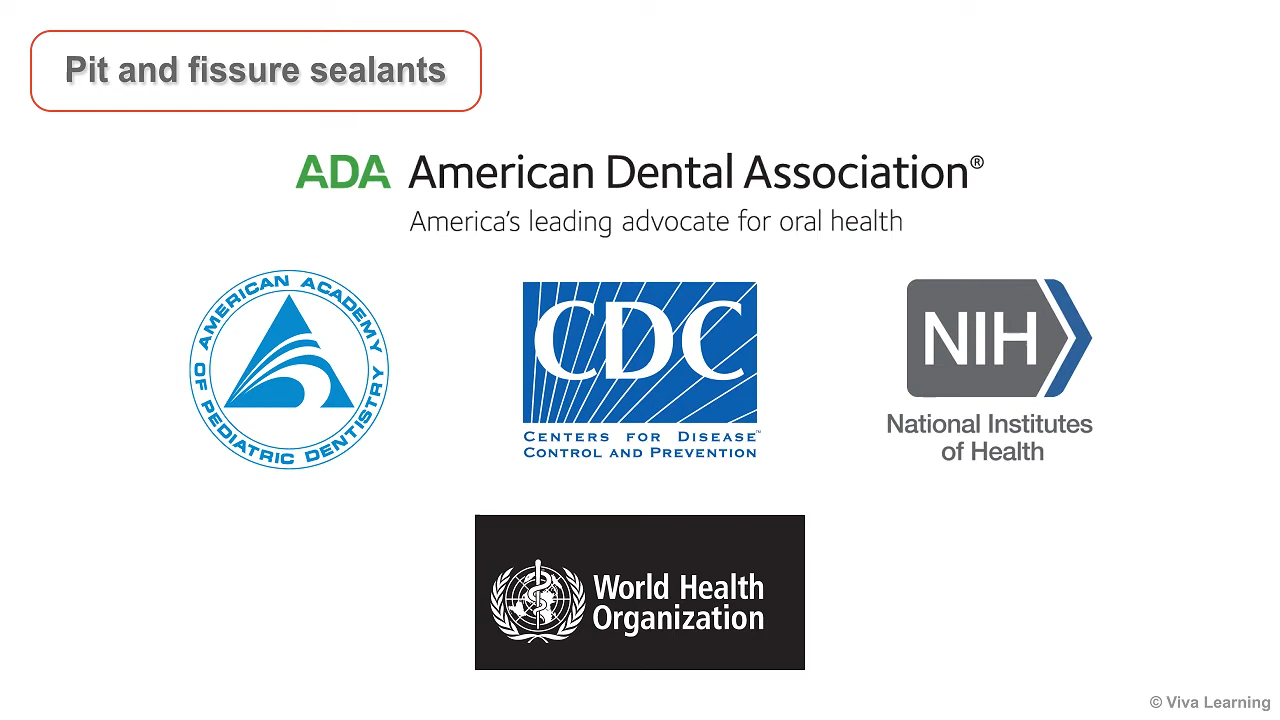 Pit and fissure sealants
ADA American Dental Association®
America's leading advocate for oral health
AMERICAN ACADEMY OF PEDIATRIC DENTISTRY
CDC
CENTERS FOR DISEASE™
CONTROL AND PREVENTION
NIH
National Institutes
of Health
World Health
Organization
© Viva Learning